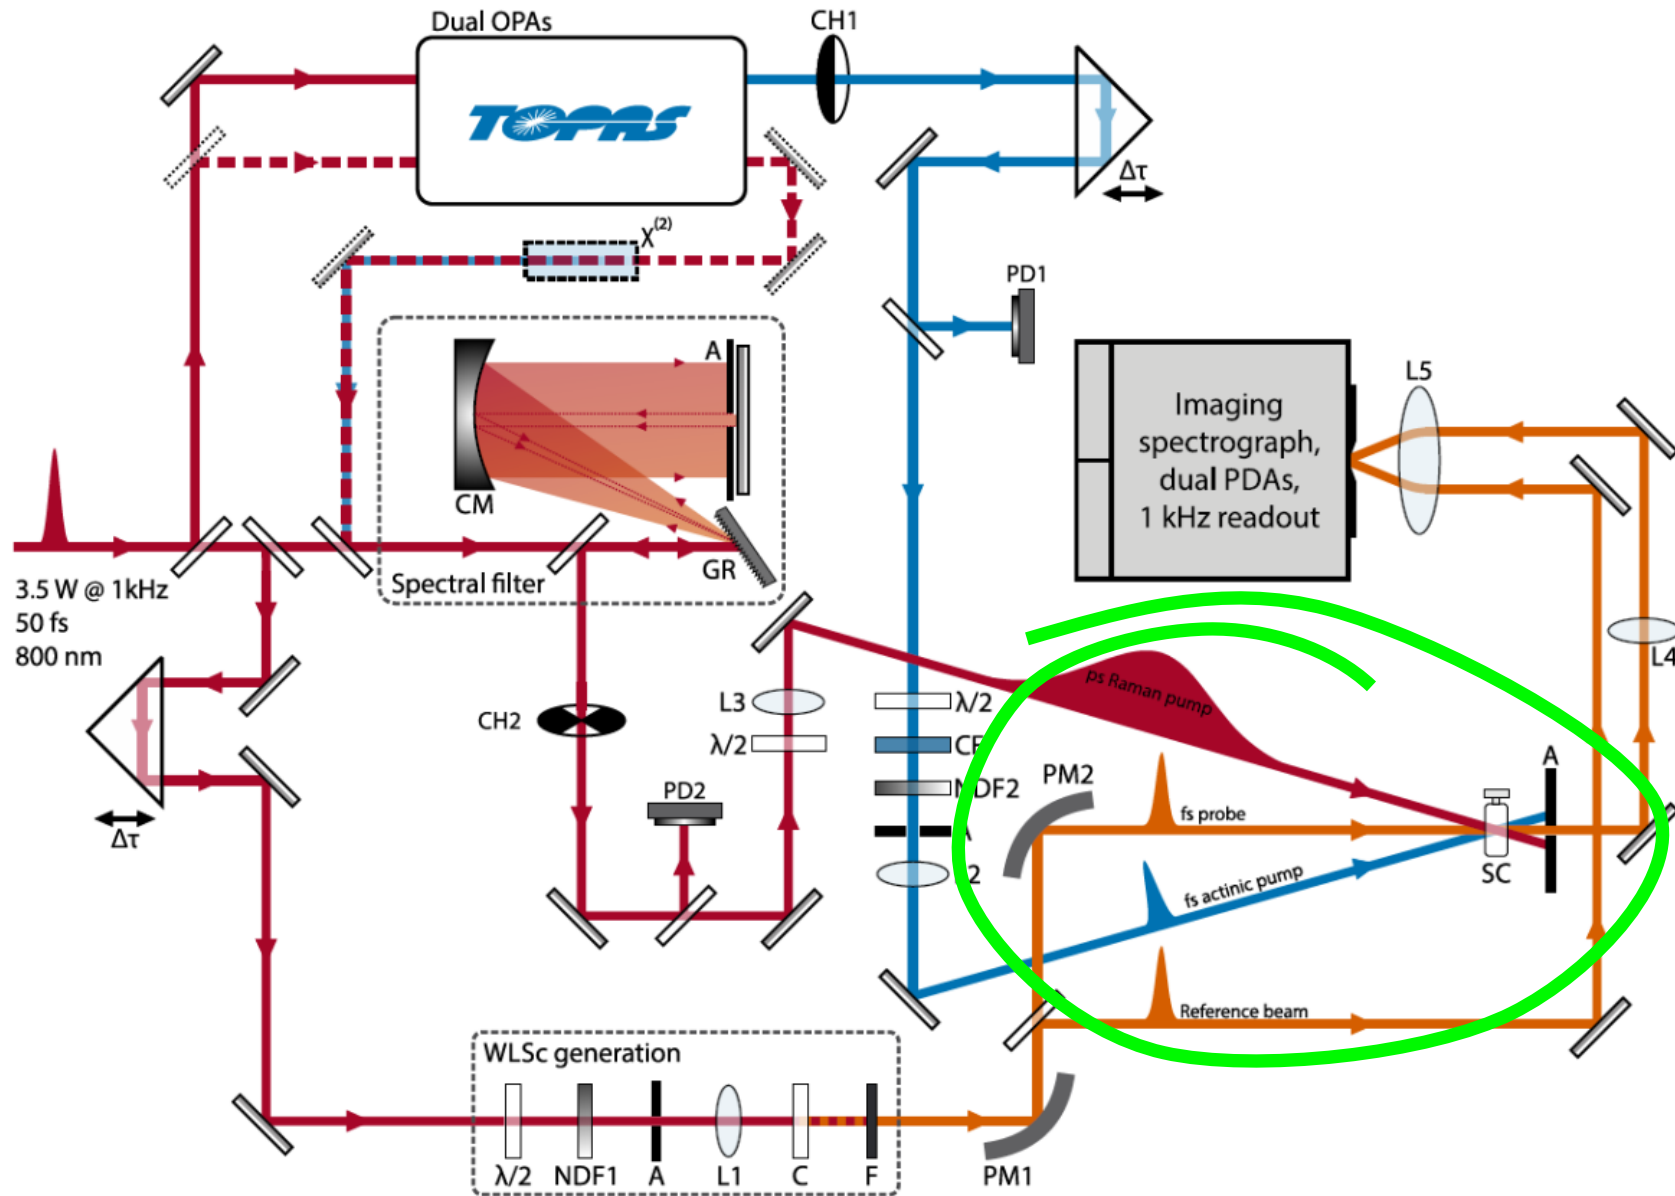 Dual OPAs
CH1
TOPAS
Δτ
χ(2)
PD1
A
L5
Imaging
spectrograph,
dual PDAs,
1 kHz readout
CM
GR
Spectral filter
3.5 W @ 1kHz
50 fs
800 nm
L4
ps Raman pump
L3
λ/2
CH2
λ/2
NDF2
PM2
A
PD2
fs probe
Δτ
SC
fs actinic pump
Reference beam
WLSc generation
λ/2
NDF1
A
L1
C
F
PM1